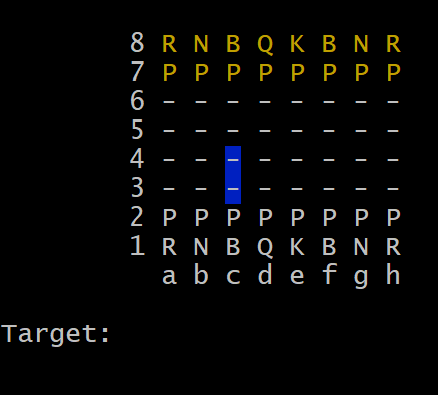 8 R N B Q K B N R
7 P P P P P P P P
6 - - - - - - - -
5 - - - - - - - -
4 - - - - - - - -
3 - - - - - - - -
2 P P P P P P P P
1 R N B Q K B N R
a b c d e f g h
Target: